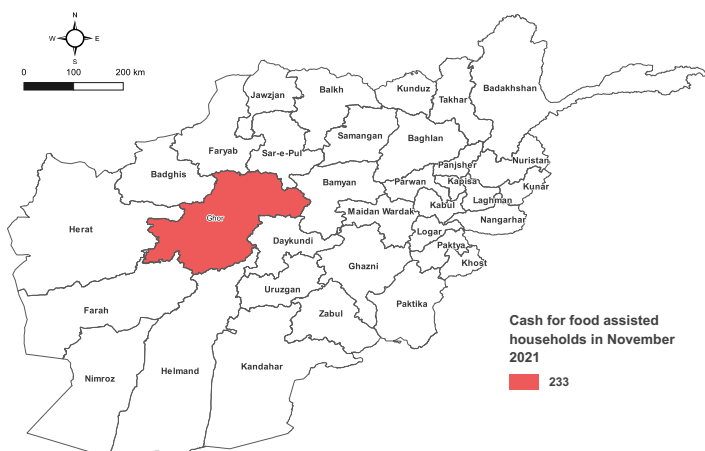 N
W E
S
0 100 200 km
Jawzjan
Balkh
Kunduz
Takhar
Badakhshan
Faryab
Sar-e-Pul
Samangan
Baghlan
Badghis
Panjsher
Nuristan
Bamyan
Parwan
Kapisa
Kunar
Ghor
Maidan Wardak
Kabul
Laghman
Nangarhar
Herat
Daykundi
Logar
Paktya
Khost
Ghazni
Uruzgan
Paktika
Farah
Zabul
Nimroz
Helmand
Kandahar
Cash for food assisted
households in November
2021
233